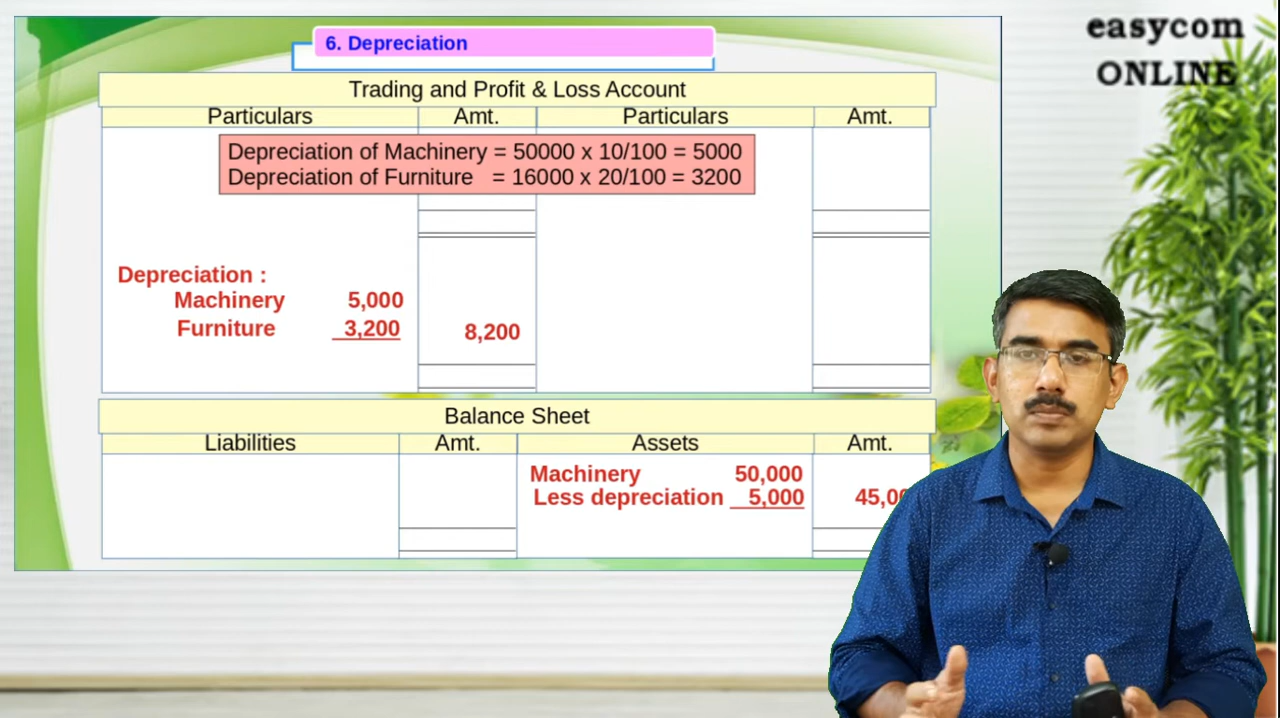 easycom
ONLINE
6. Depreciation
Trading and Profit & Loss Account
Particulars Amt. Particulars Amt.
Depreciation of Machinery = 50000 x 10/100 = 5000
Depreciation of Furniture = 16000 x 20/100 = 3200
Depreciation :
Machinery 5,000
Furniture 3,200 8,200
Balance Sheet
Liabilities Amt. Assets Amt.
Machinery 50,000
Less depreciation 5,000